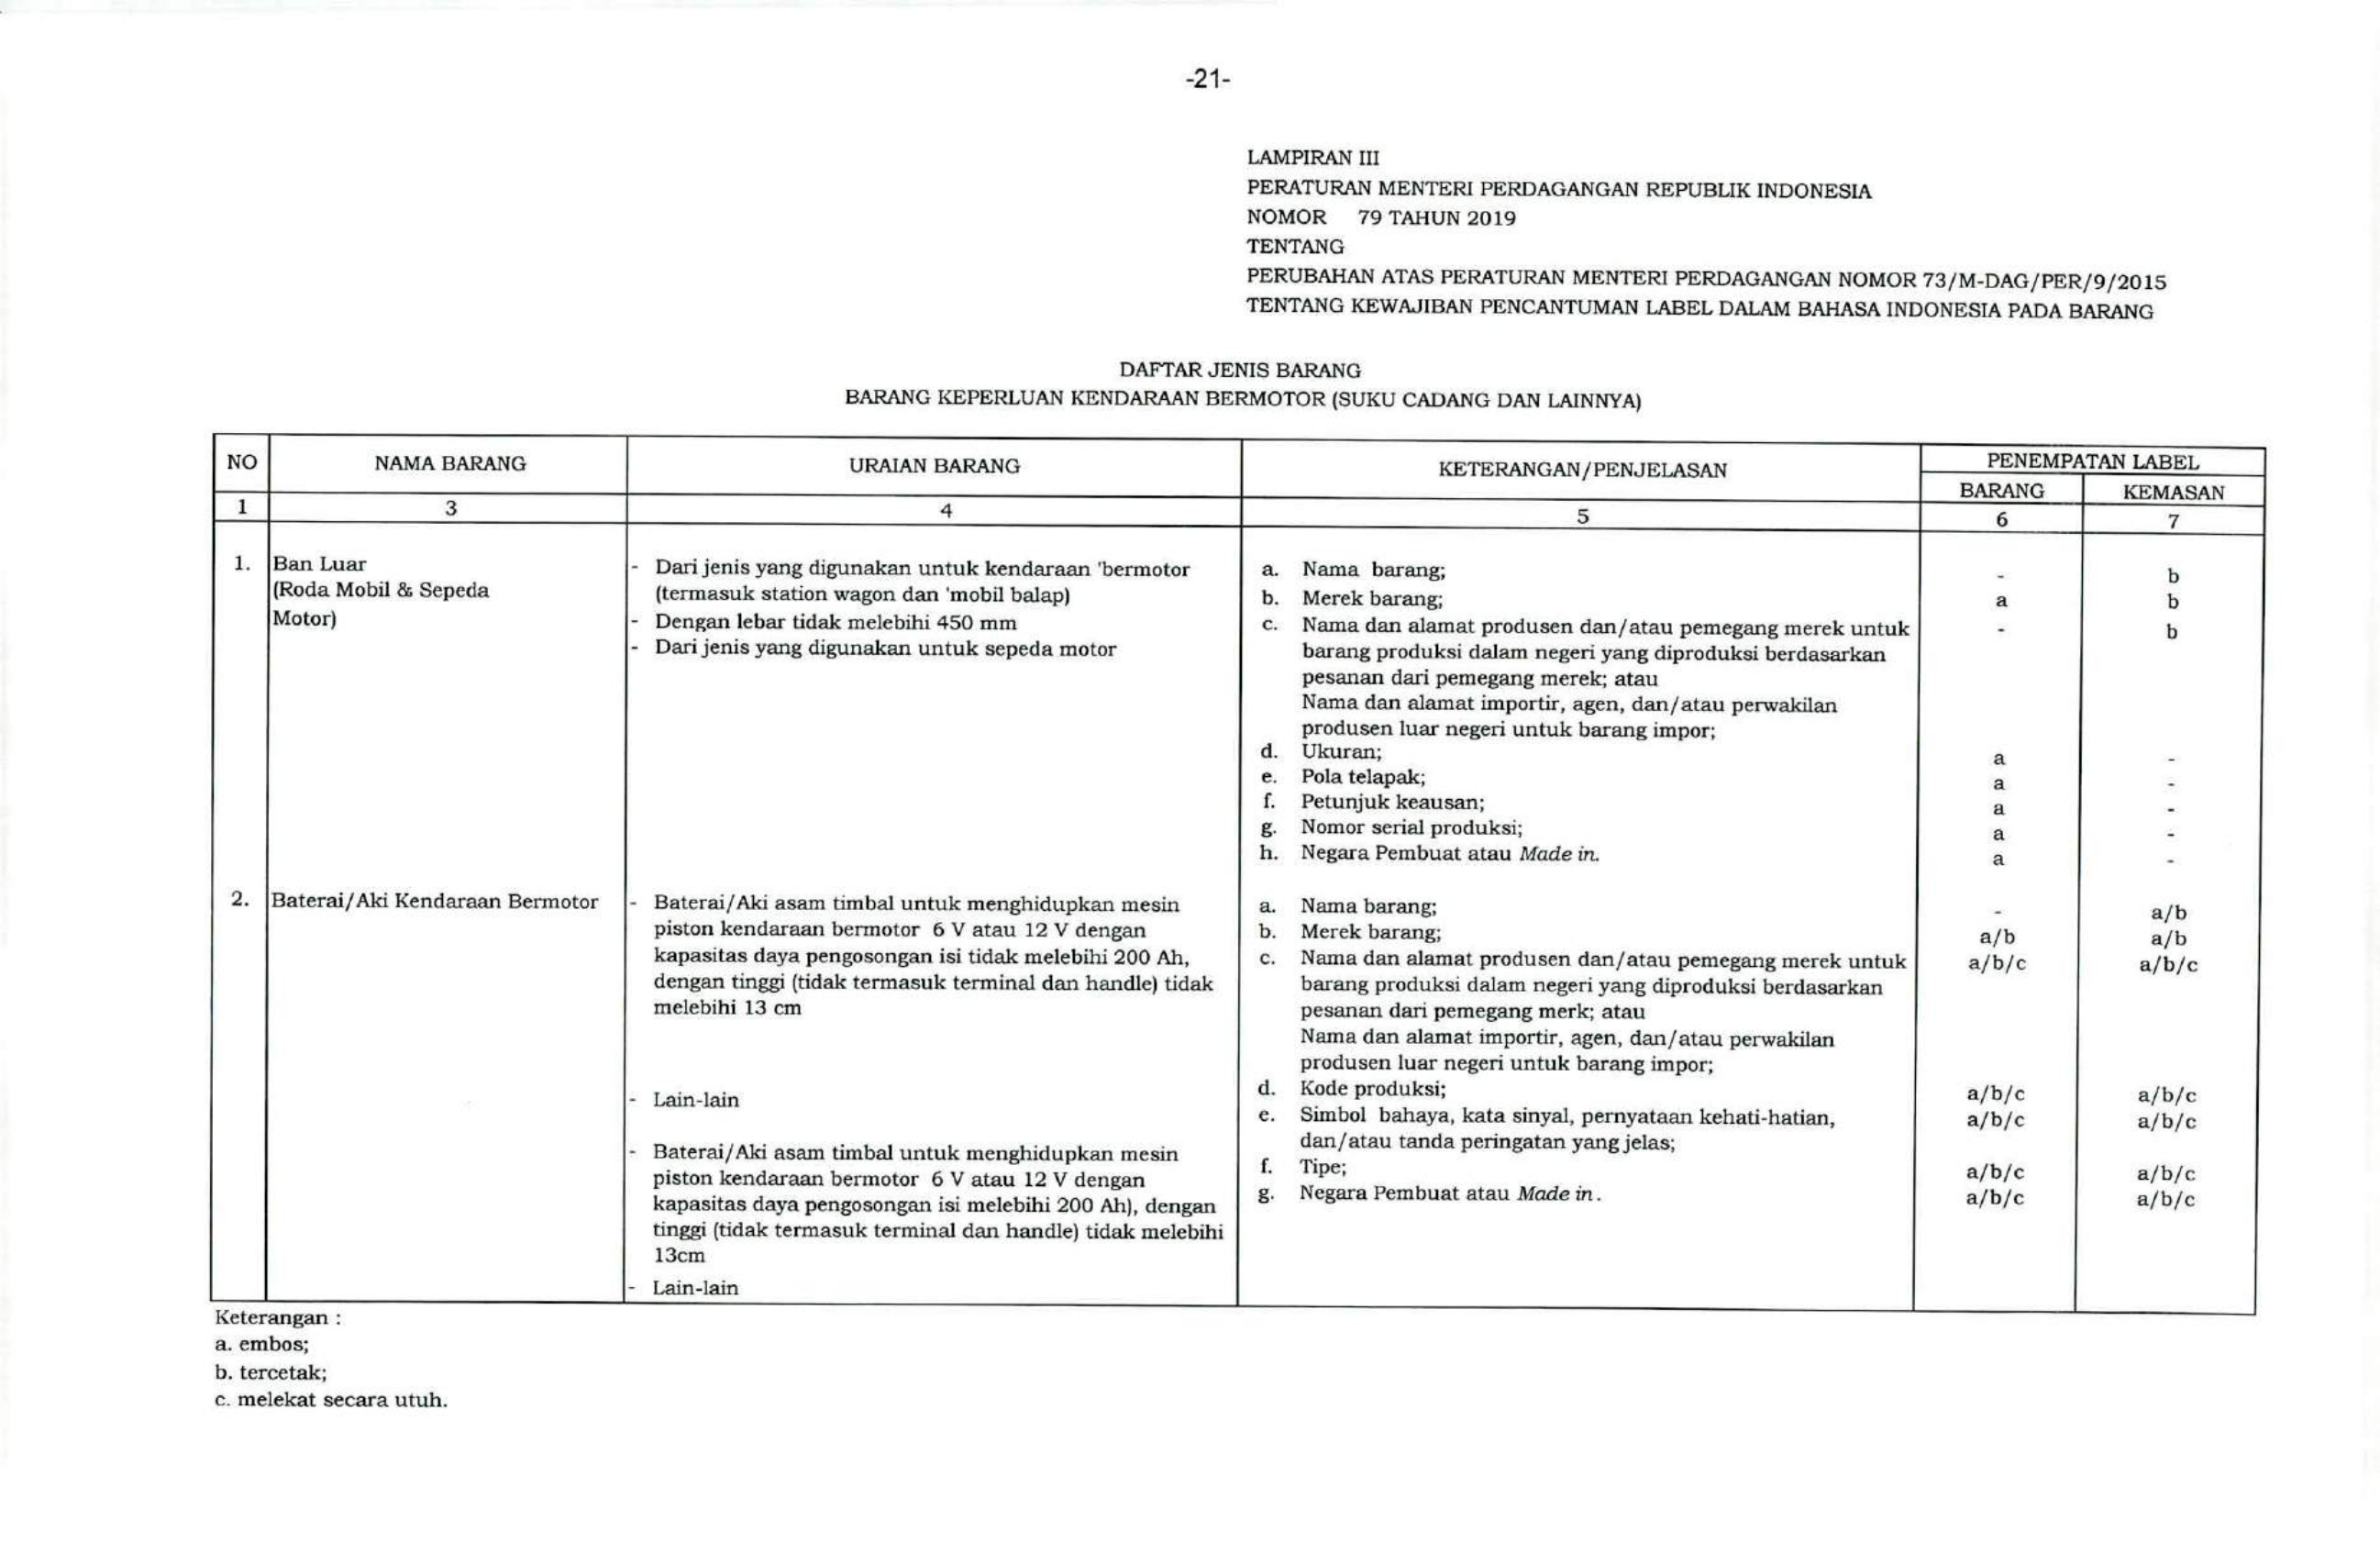 -21-
LAMPIRAN III
PERATURAN MENTERI PERDAGANGAN REPUBLIK INDONESIA
NOMOR 79 TAHUN 2019
TENTANG
PERUBAHAN ATAS PERATURAN MENTERI PERDAGANGAN NOMOR 73/M-DAG/PER/9/2015
TENTANG KEWAJIBAN PENCANTUMAN LABEL DALAM BAHASA INDONESIA PADA BARANG
DAFTAR JENIS BARANG
BARANG KEPERLUAN KENDARAAN BERMOTOR (SUKU CADANG DAN LAINNYA)
NO NAMA BARANG URAIAN BARANG KETERANGAN/PENJELASAN PENEMPATAN LABEL
BARANG KEMASAN
1 3 4 5 6 7
1. Ban Luar
(Roda Mobil & Sepeda
Motor)
- Dari jenis yang digunakan untuk kendaraan 'bermotor
(termasuk station wagon dan 'mobil balap)
- Dengan lebar tidak melebihi 450 mm
- Dari jenis yang digunakan untuk sepeda motor
a. Nama barang; - b
b. Merek barang; a b
c. Nama dan alamat produsen dan/atau pemegang merek untuk - b
barang produksi dalam negeri yang diproduksi berdasarkan
pesanan dari pemegang merek; atau
Nama dan alamat importir, agen, dan/atau perwakilan
produsen luar negeri untuk barang impor;
d. Ukuran; a -
e. Pola telapak; a -
f. Petunjuk keausan; a -
g. Nomor serial produksi; a -
h. Negara Pembuat atau Made in. a -
2. Baterai/Aki Kendaraan Bermotor
- Baterai/Aki asam timbal untuk menghidupkan mesin
piston kendaraan bermotor 6 V atau 12 V dengan
kapasitas daya pengosongan isi tidak melebihi 200 Ah,
dengan tinggi (tidak termasuk terminal dan handle) tidak
melebihi 13 cm
- Lain-lain
- Baterai/Aki asam timbal untuk menghidupkan mesin
piston kendaraan bermotor 6 V atau 12 V dengan
kapasitas daya pengosongan isi melebihi 200 Ah), dengan
tinggi (tidak termasuk terminal dan handle) tidak melebihi
13cm
- Lain-lain
a. Nama barang; - a/b
b. Merek barang; a/b a/b
c. Nama dan alamat produsen dan/atau pemegang merek untuk a/b/c a/b/c
barang produksi dalam negeri yang diproduksi berdasarkan
pesanan dari pemegang merk; atau
Nama dan alamat importir, agen, dan/atau perwakilan
produsen luar negeri untuk barang impor;
d. Kode produksi; a/b/c a/b/c
e. Simbol bahaya, kata sinyal, pernyataan kehati-hatian, a/b/c a/b/c
dan/atau tanda peringatan yang jelas;
f. Tipe; a/b/c a/b/c
g. Negara Pembuat atau Made in. a/b/c a/b/c
Keterangan :
a. embos;
b. tercetak;
c. melekat secara utuh.